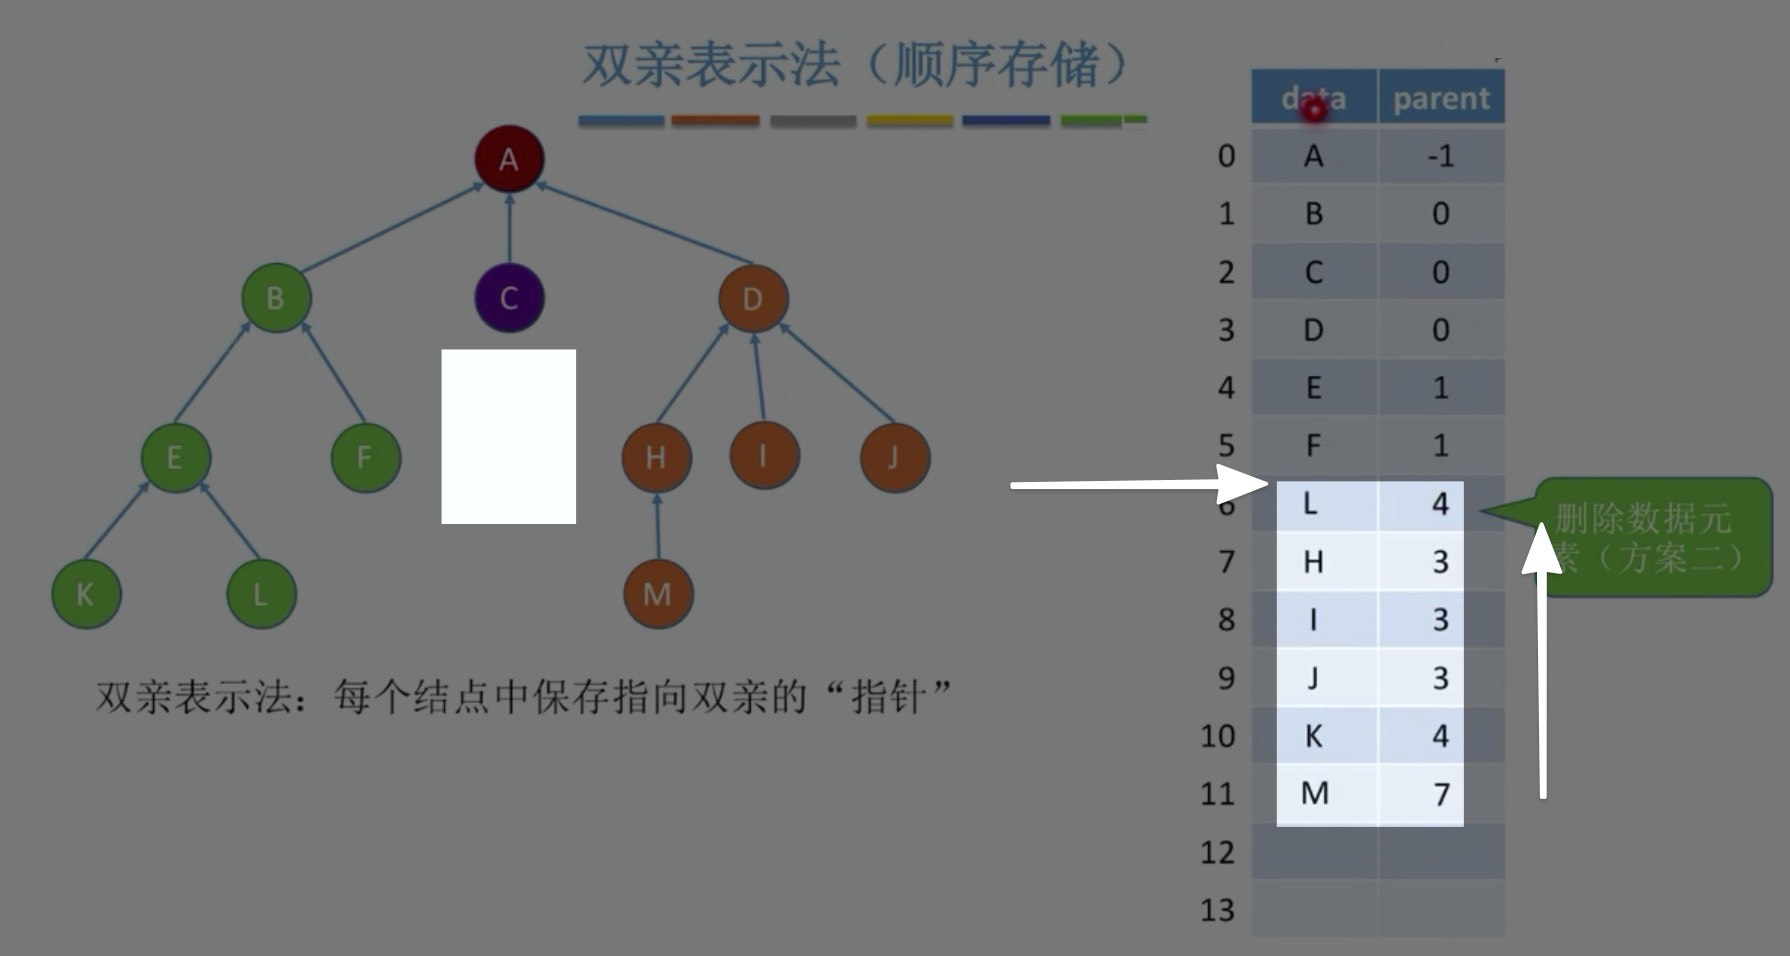 双亲表示法（顺序存储）
A
B C D
E F H I J
K L M
双亲表示法：每个结点中保存指向双亲的“指针”
data parent
0 A -1
1 B 0
2 C 0
3 D 0
4 E 1
5 F 1
6 L 4
7 H 3
8 I 3
9 J 3
10 K 4
11 M 7
12
13
删除数据元
素（方案二）